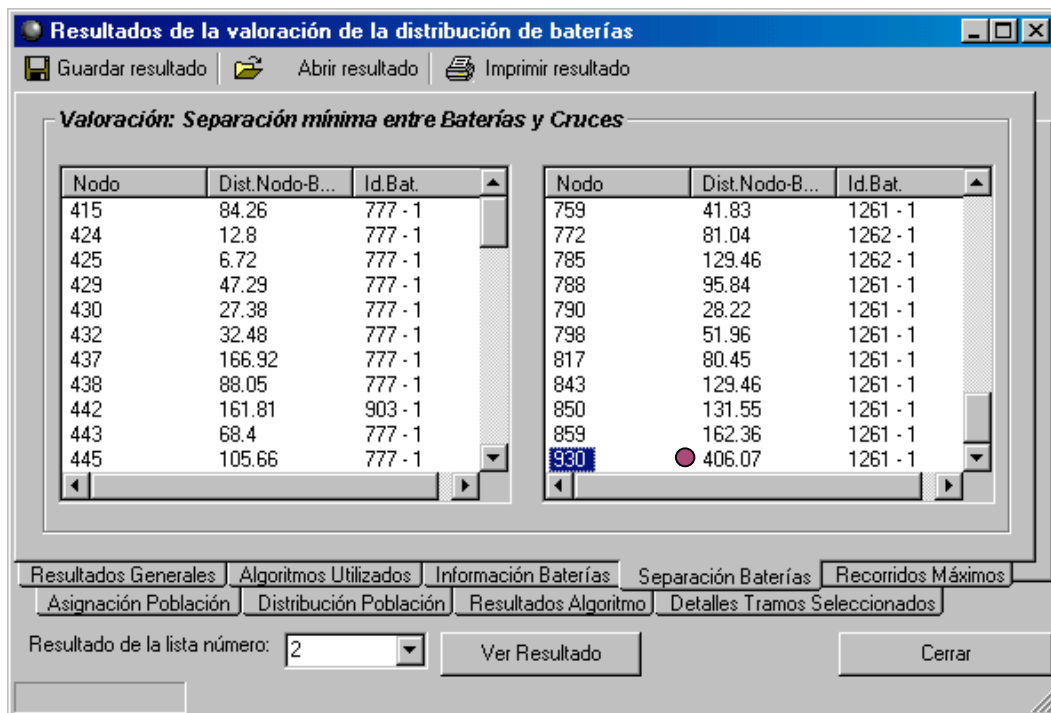 Resultados de la valoración de la distribución de baterías
Guardar resultado Abrir resultado Imprimir resultado
Valoración: Separación mínima entre Baterías y Cruces
Nodo Dist.Nodo-B... Id.Bat.
415 84.26 777 - 1
424 12.8 777 - 1
425 6.72 777 - 1
429 47.29 777 - 1
430 27.38 777 - 1
432 32.48 777 - 1
437 166.92 777 - 1
438 88.05 777 - 1
442 161.81 903 - 1
443 68.4 777 - 1
445 105.66 777 - 1
Nodo Dist.Nodo-B... Id.Bat.
759 41.83 1261 - 1
772 81.04 1262 - 1
785 129.46 1262 - 1
788 95.84 1261 - 1
790 28.22 1261 - 1
798 51.96 1261 - 1
817 80.45 1261 - 1
843 129.46 1261 - 1
850 131.55 1261 - 1
859 162.36 1261 - 1
930 406.07 1261 - 1
Resultados Generales Algoritmos Utilizados Información Baterías Separación Baterías Recorridos Máximos
Asignación Población Distribución Población Resultados Algoritmo Detalles Tramos Seleccionados
Resultado de la lista número: 2 Ver Resultado Cerrar